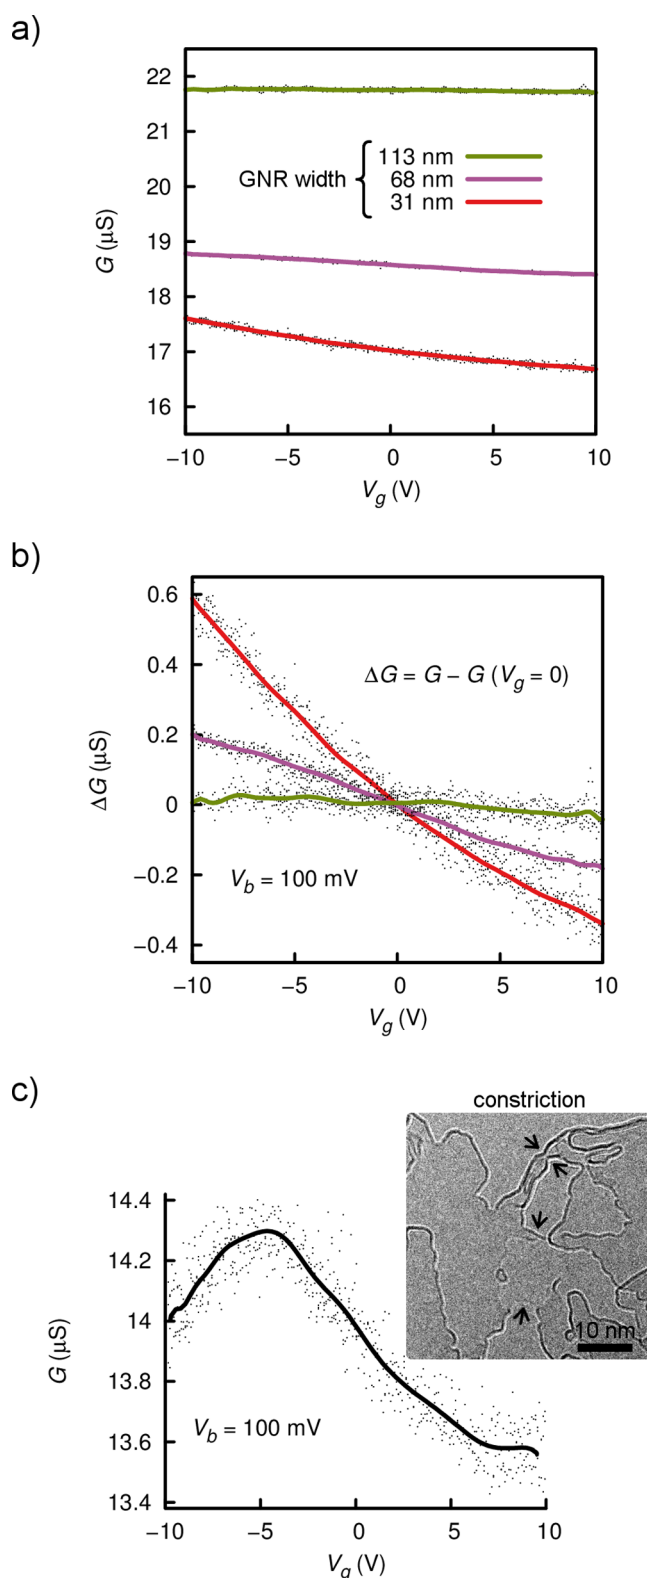 a)
22
21
20
19
18
17
16
G (μS)
GNR width
113 nm
68 nm
31 nm
−10
−5
0
5
10
Vg (V)
b)
0.6
0.4
0.2
0
−0.2
−0.4
ΔG (μS)
ΔG = G − G (Vg = 0)
Vb = 100 mV
−10
−5
0
5
10
Vg (V)
c)
constriction
10 nm
14.4
14.2
14
13.8
13.6
13.4
G (μS)
Vb = 100 mV
−10
−5
0
5
10
Vg (V)